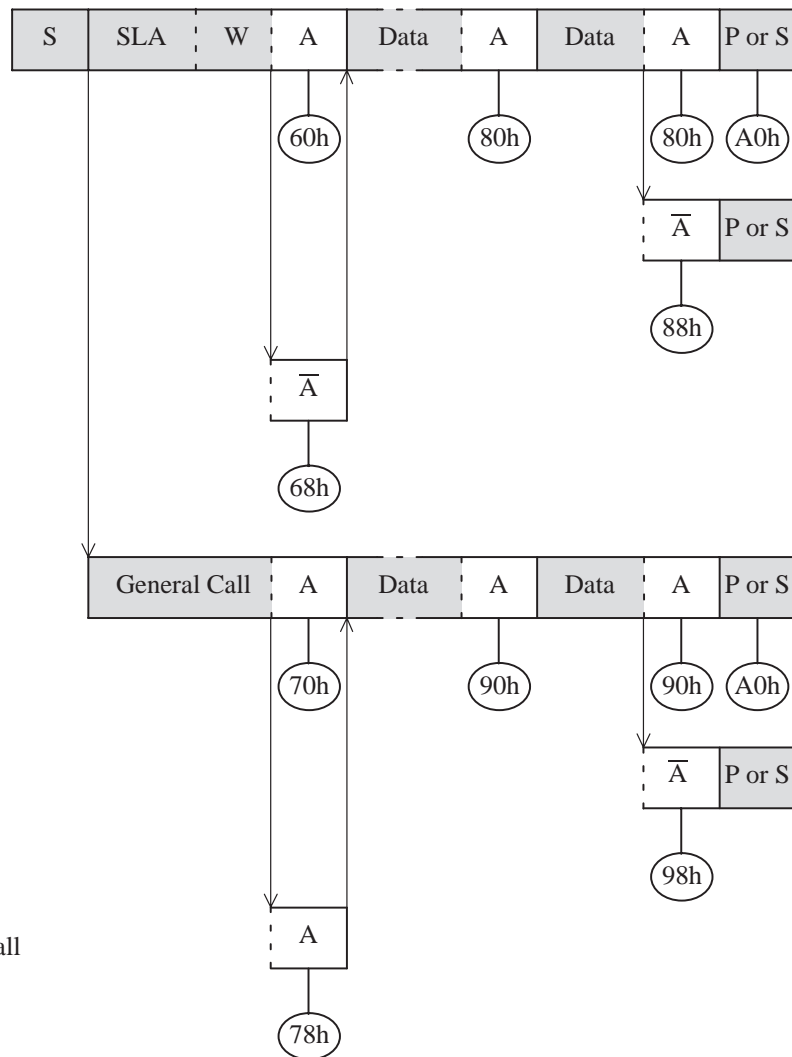 S SLA W A Data A Data A P or S
60h 80h 80h A0h
A̅ P or S
88h
A̅
68h
General Call A Data A Data A P or S
70h 90h 90h A0h
A̅ P or S
98h
A
all
78h